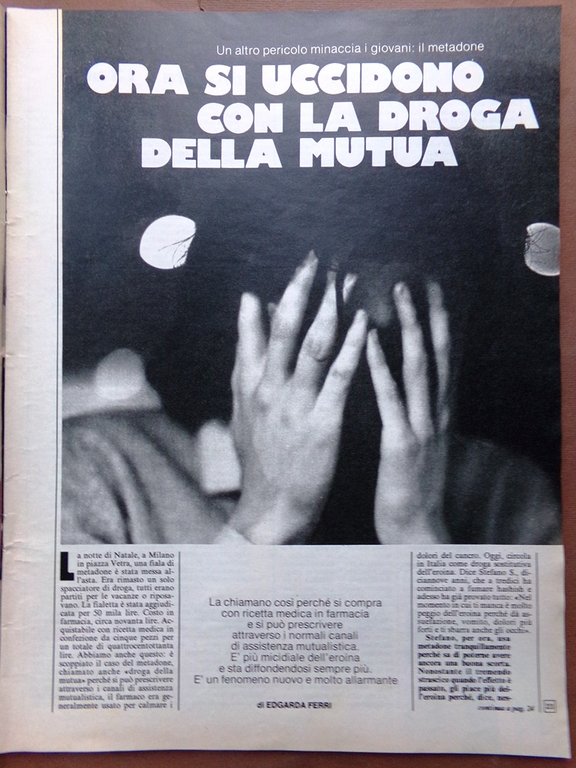 Un altro pericolo minaccia i giovani: il metadone
ORA SI UCCIDONO
CON LA DROGA
DELLA MUTUA
La notte di Natale, a Milano
in piazza Vetra, una fiala di
metadone è stata messa al-
l'asta. Era rimasto un solo
spacciatore di droga, tutti erano
partiti per le vacanze o riposa-
vano. La fialetta è stata aggiudi-
cata per 50 mila lire. Costo in
farmacia, circa novanta lire. Ac-
quistabile con ricetta medica in
confezione da cinque pezzi per
un totale di quattrocentottanta
lire. Abbiamo anche questo: è
scoppiato il caso del metadone,
chiamato anche «droga della
mutua» perché si può prescrivere
attraverso i canali di assistenza
mutualistica, il farmaco era ge-
neralmente usato per calmare i
La chiamano così perché si compra
con ricetta medica in farmacia
e si può prescrivere
attraverso i normali canali
di assistenza mutualistica.
E' più micidiale dell'eroina
e sta diffondendosi sempre più.
E' un fenomeno nuovo e molto allarmante
di EDGARDA FERRI
dolori del cancro. Oggi, circola
in Italia come droga sostitutiva
dell'eroina. Dice Stefano S., di-
ciannove anni, che a tredici ha
cominciato a fumare hashish e
adesso ha già provato tutto: «Nel
momento in cui ti manca è molto
peggio dell'eroina perché dà as-
suefazione, vomito, dolori più
forti e ti sbarra anche gli occhi».
Stefano, per ora, usa
metadone tranquillamente
perché sa di poterne avere
ancora una buona scorta.
Nonostante il tremendo
strascico quando l'effetto è
passato, gli piace più del-
l'eroina perché, dice, nes-
continua a pag. 24
23